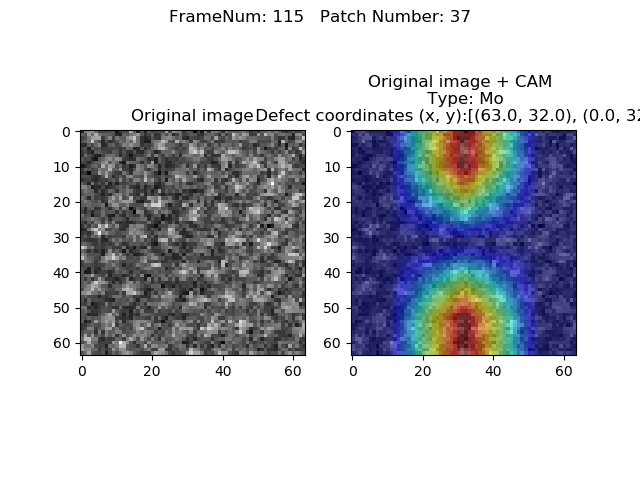 FrameNum: 115   Patch Number: 37
Original image + CAM
Type: Mo
Original image
Defect coordinates (x, y):[(63.0, 32.0), (0.0, 32
0
10
20
30
40
50
60
0 20 40 60
0
10
20
30
40
50
60
0 20 40 60